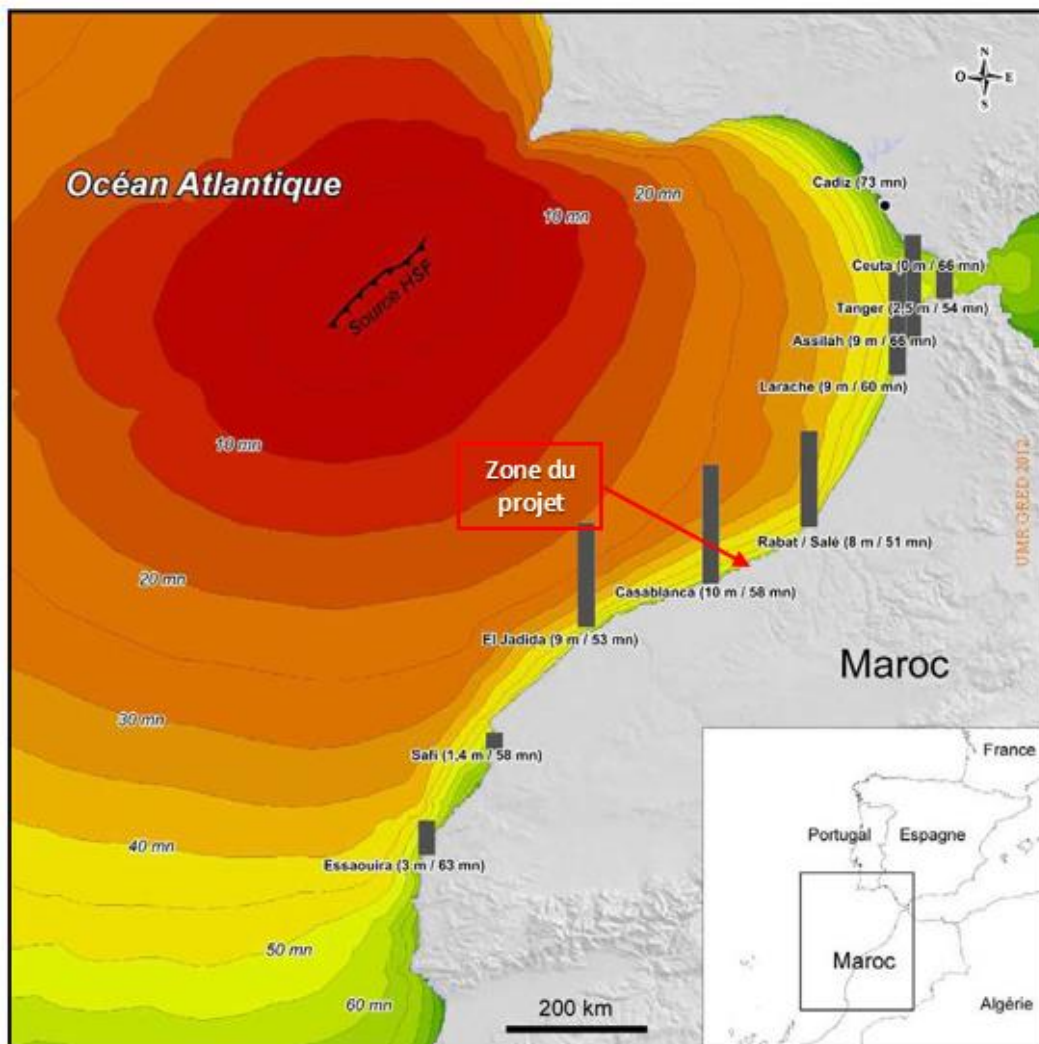 N
O E
S
Océan Atlantique
20 mn
10 mn
Cadiz (73 mn)
Source HSF
Ceuta (0 m / 66 mn)
Tanger (2,5 m / 54 mn)
Assilah (9 m / 66 mn)
Larache (9 m / 60 mn)
10 mn
Zone du
projet
Rabat / Salé (8 m / 51 mn)
UMR GRED 2012
20 mn
Casablanca (10 m / 58 mn)
El Jadida (9 m / 53 mn)
Maroc
30 mn
Safi (1,4 m / 58 mn)
France
Portugal
Espagne
40 mn
Essaouira (3 m / 63 mn)
50 mn
Maroc
60 mn
200 km
Algérie